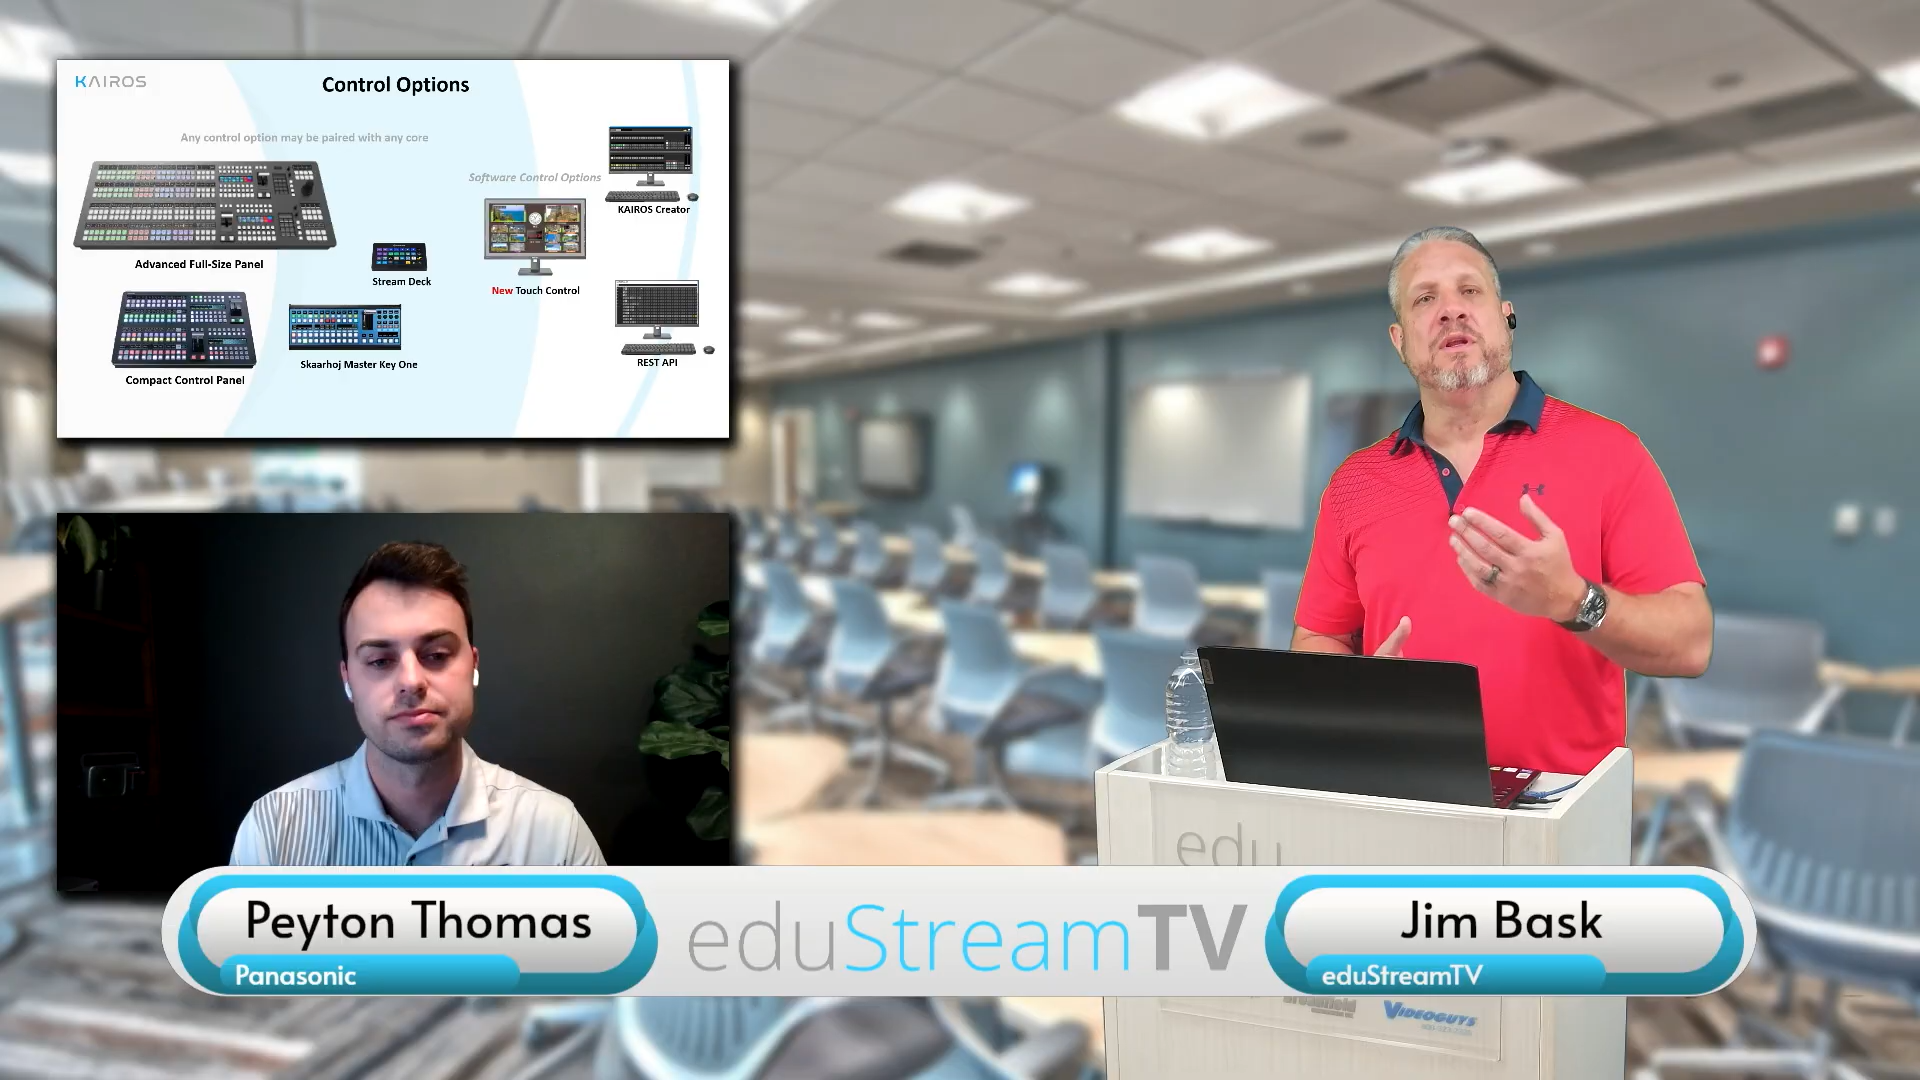 KAIROS
Control Options
Any control option may be paired with any core
Software Control Options
KAIROS Creator
Advanced Full-Size Panel
Stream Deck
New Touch Control
Skaarhoj Master Key One
REST API
Compact Control Panel
edu
Peyton Thomas
Panasonic
eduStreamTV
Jim Bask
eduStreamTV
VIDEOGUYS